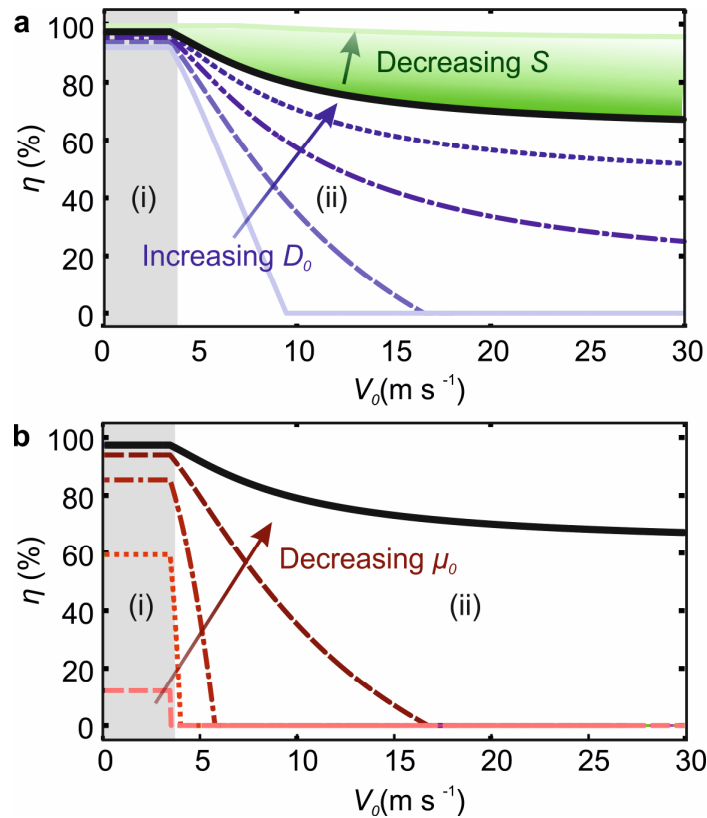 a
100
80
60
40
20
0
η (%)
Decreasing S
(i)
(ii)
Increasing D₀
0 5 10 15 20 25 30
V₀(m s ⁻¹)
b
100
80
60
40
20
0
η (%)
Decreasing μ₀
(i)
(ii)
0 5 10 15 20 25 30
V₀(m s ⁻¹)